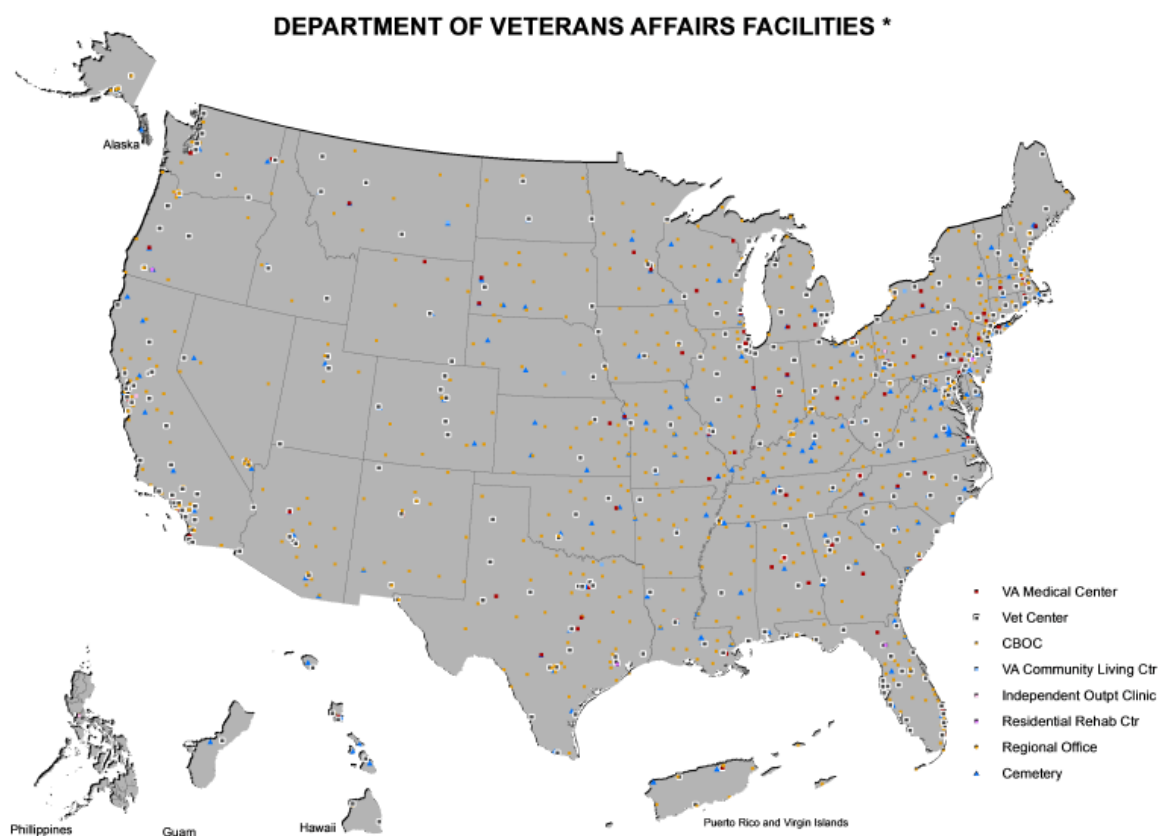 DEPARTMENT OF VETERANS AFFAIRS FACILITIES *
Alaska
VA Medical Center
Vet Center
CBOC
VA Community Living Ctr
Independent Outpt Clinic
Residential Rehab Ctr
Regional Office
Cemetery
Phillippines
Guam
Hawaii
Puerto Rico and Virgin Islands